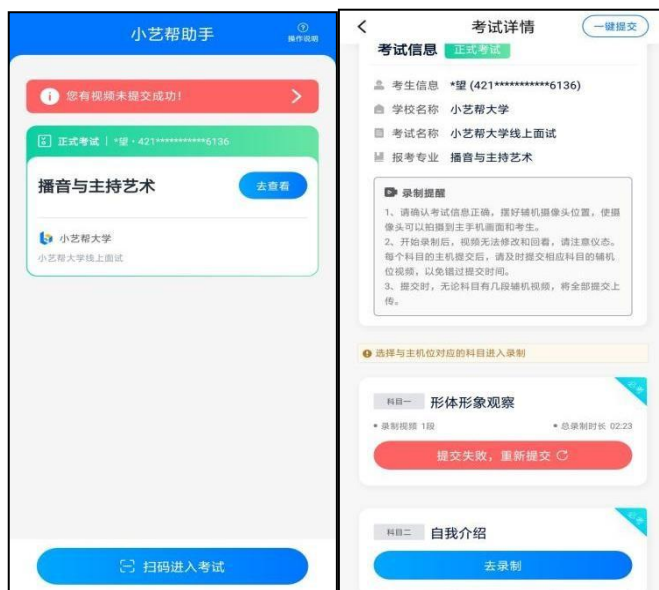 小艺帮助手
操作说明
您有视频未提交成功！
正式考试 | *望·421***********6136
播音与主持艺术
去查看
小艺帮大学
小艺帮大学线上面试
扫码进入考试
考试详情
一键提交
考试信息 正式考试
考生信息 *望 (421***********6136)
学校名称 小艺帮大学
考试名称 小艺帮大学线上面试
报考专业 播音与主持艺术
录制提醒
1、请确认考试信息正确，摆好辅机摄像头位置，使摄
像头可以拍摄到主手机画面和考生。
2、开始录制后，视频无法修改和回看，请注意仪态。
每个科目的主机提交后，请及时提交相应科目的辅机
位视频，以免错过提交时间。
3、提交时，无论科目有几段辅机视频，将全部提交上
传。
选择与主机位对应的科目进入录制
必考
科目一 形体形象观察
• 录制视频 1段 • 总录制时长 02:23
提交失败，重新提交
必考
科目二 自我介绍
去录制